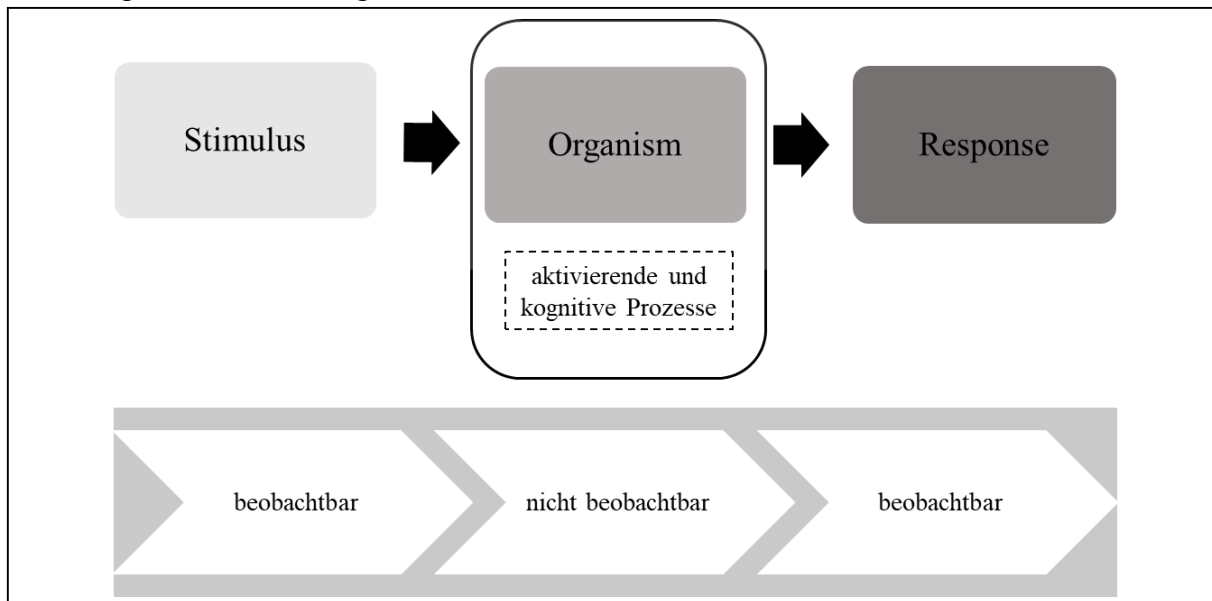 Stimulus
Organism
Response
aktivierende und
kognitive Prozesse
beobachtbar
nicht beobachtbar
beobachtbar